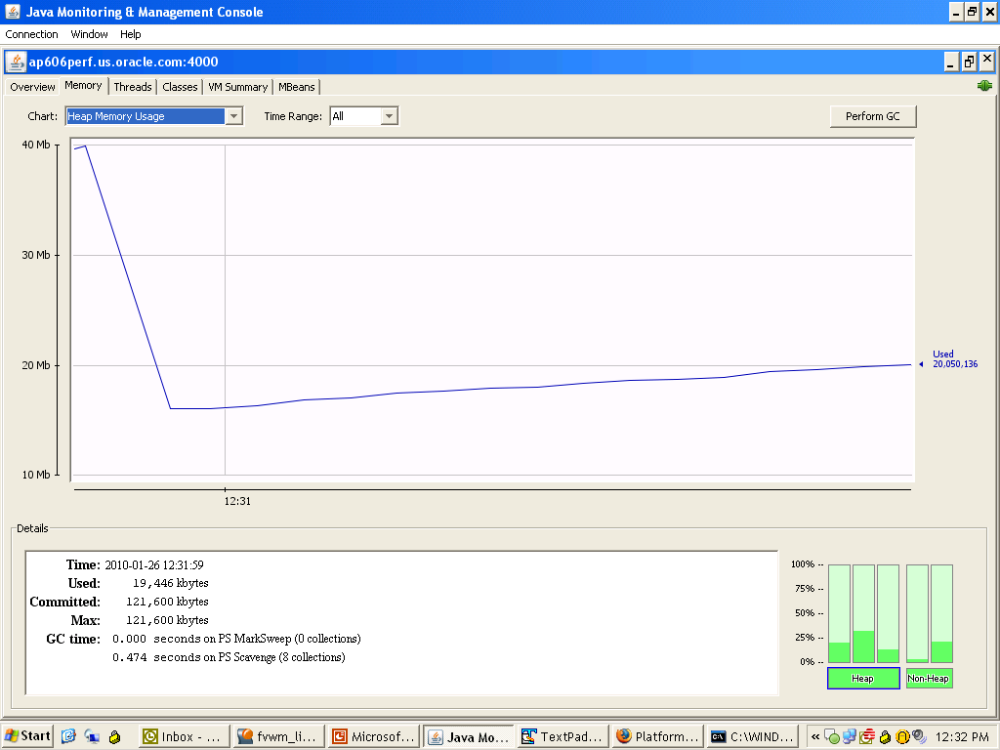 Java Monitoring & Management Console
Connection Window Help
ap606perf.us.oracle.com:4000
Overview Memory Threads Classes VM Summary MBeans
Chart: Heap Memory Usage Time Range: All Perform GC
40 Mb
30 Mb
20 Mb
10 Mb
Used
20,050,136
12:31
Details
Time: 2010-01-26 12:31:59
Used: 19,446 kbytes
Committed: 121,600 kbytes
Max: 121,600 kbytes
GC time: 0.000 seconds on PS MarkSweep (0 collections)
0.474 seconds on PS Scavenge (8 collections)
100% --
75% --
50% --
25% --
0% --
Heap Non-Heap
Start Inbox - ... fvwm_li... Microsof... Java Mo... TextPad... Platform... C:\WIND... « 12:32 PM